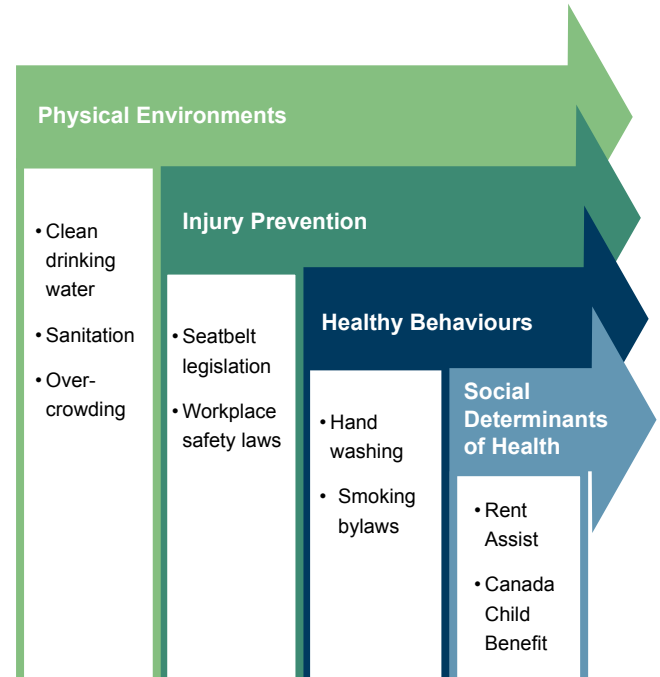 Physical Environments
• Clean
drinking
water
• Sanitation
• Over-
crowding
Injury Prevention
• Seatbelt
legislation
• Workplace
safety laws
Healthy Behaviours
• Hand
washing
• Smoking
bylaws
Social
Determinants
of Health
• Rent
Assist
• Canada
Child
Benefit